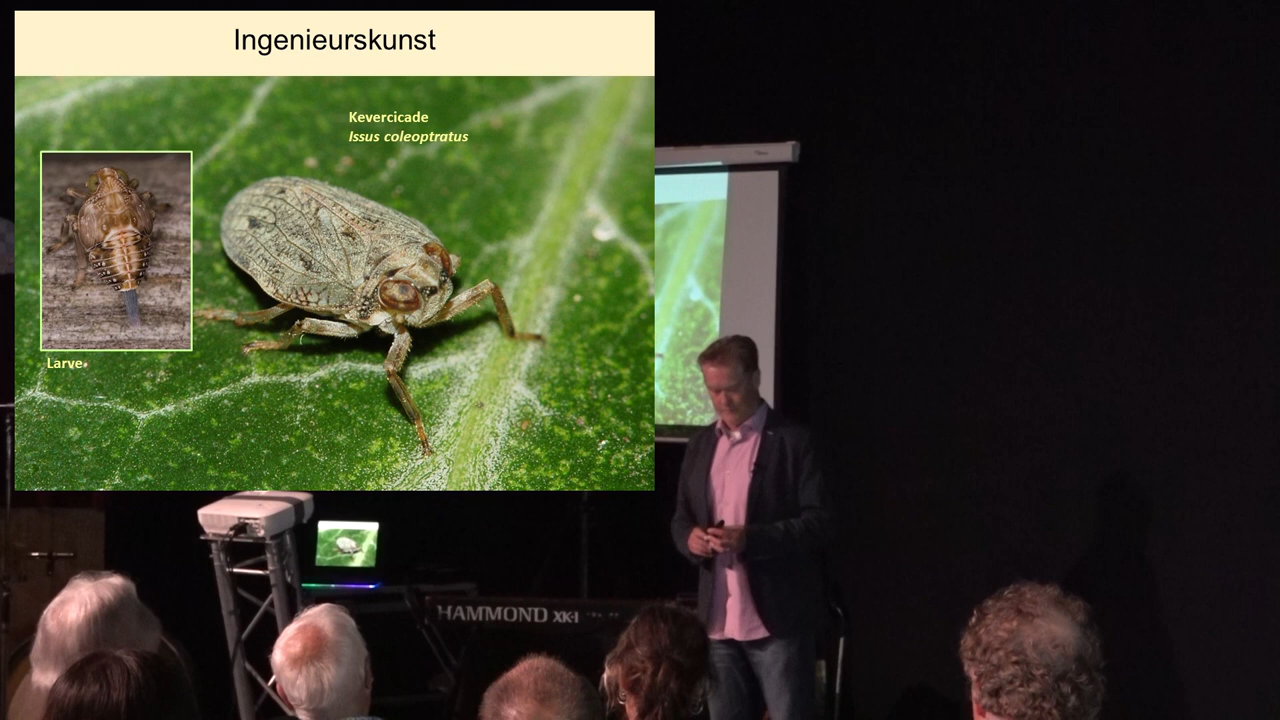 Ingenieurskunst
Kevercicade
Issus coleoptratus
Larve
HAMMOND XK-1